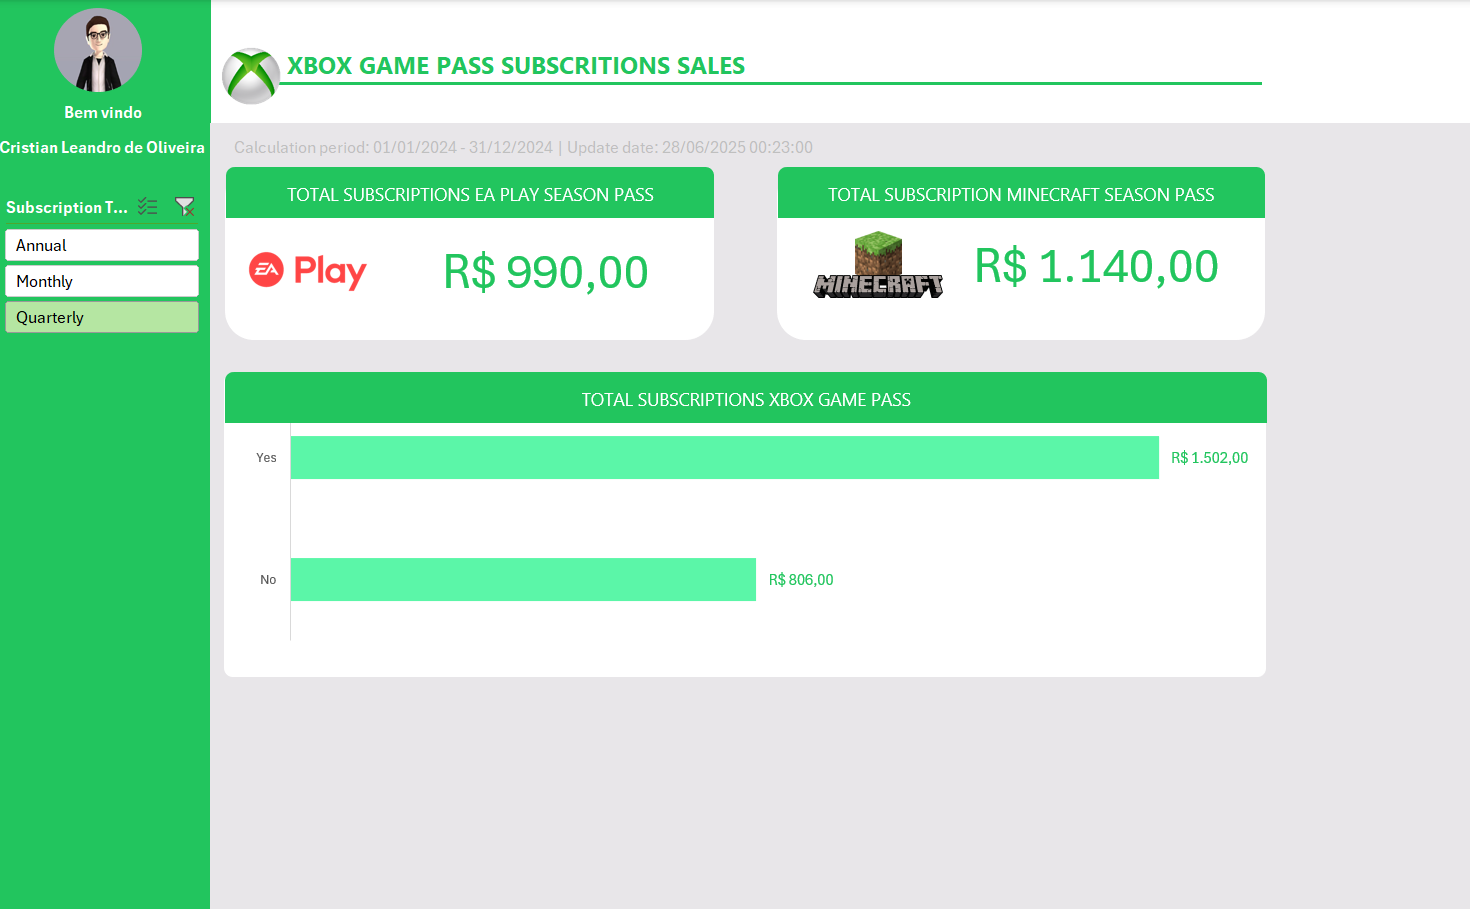 Bem vindo
Cristian Leandro de Oliveira
Subscription T...
Annual
Monthly
Quarterly
XBOX GAME PASS SUBSCRITIONS SALES
Calculation period: 01/01/2024 - 31/12/2024 | Update date: 28/06/2025 00:23:00
TOTAL SUBSCRIPTIONS EA PLAY SEASON PASS
EA Play
R$ 990,00
TOTAL SUBSCRIPTION MINECRAFT SEASON PASS
MINECRAFT
R$ 1.140,00
TOTAL SUBSCRIPTIONS XBOX GAME PASS
Yes
R$ 1.502,00
No
R$ 806,00